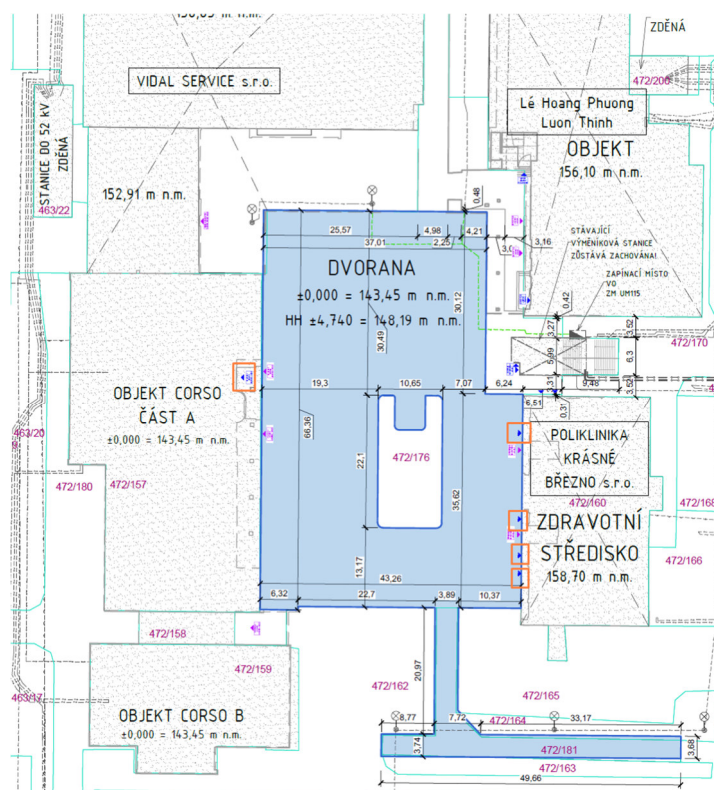 ZDĚNÁ
472/200
VIDAL SERVICE s.r.o.
Lé Hoang Phuong
Luon Thinh
STANICE DO 52 kV
ZDĚNÁ
463/22
152,91 m n.m.
OBJEKT
156,10 m n.m.
0,48
25,57
4,98
4,21
37,01
2,25
3,16
STÁVAJÍCÍ
VÝMĚNÍKOVÁ STANICE
ZŮSTÁVÁ ZACHOVÁNA!
ZAPÍNACÍ MÍSTO
VO
ZM UM115
DVORANA
±0,000 = 143,45 m n.m.
HH ±4,740 = 148,19 m n.m.
30,12
30,49
0,42
3,27
3,52
472/170
5,99
6,3
3,31
3,52
19,3
10,65
7,07
6,24
9,48
6,51
OBJEKT CORSO
ČÁST A
±0,000 = 143,45 m n.m.
66,36
22,1
472/176
35,62
POLIKLINIKA
KRÁSNÉ
BŘEZNO s.r.o.
463/20
472/180
472/157
472/160
472/168
ZDRAVOTNÍ
STŘEDISKO
158,70 m n.m.
472/166
13,17
43,26
6,32
22,7
3,89
10,37
472/158
472/159
20,97
472/162
472/165
463/17
OBJEKT CORSO B
±0,000 = 143,45 m n.m.
8,77
7,72
472/164
33,17
3,74
472/181
3,68
472/163
49,66